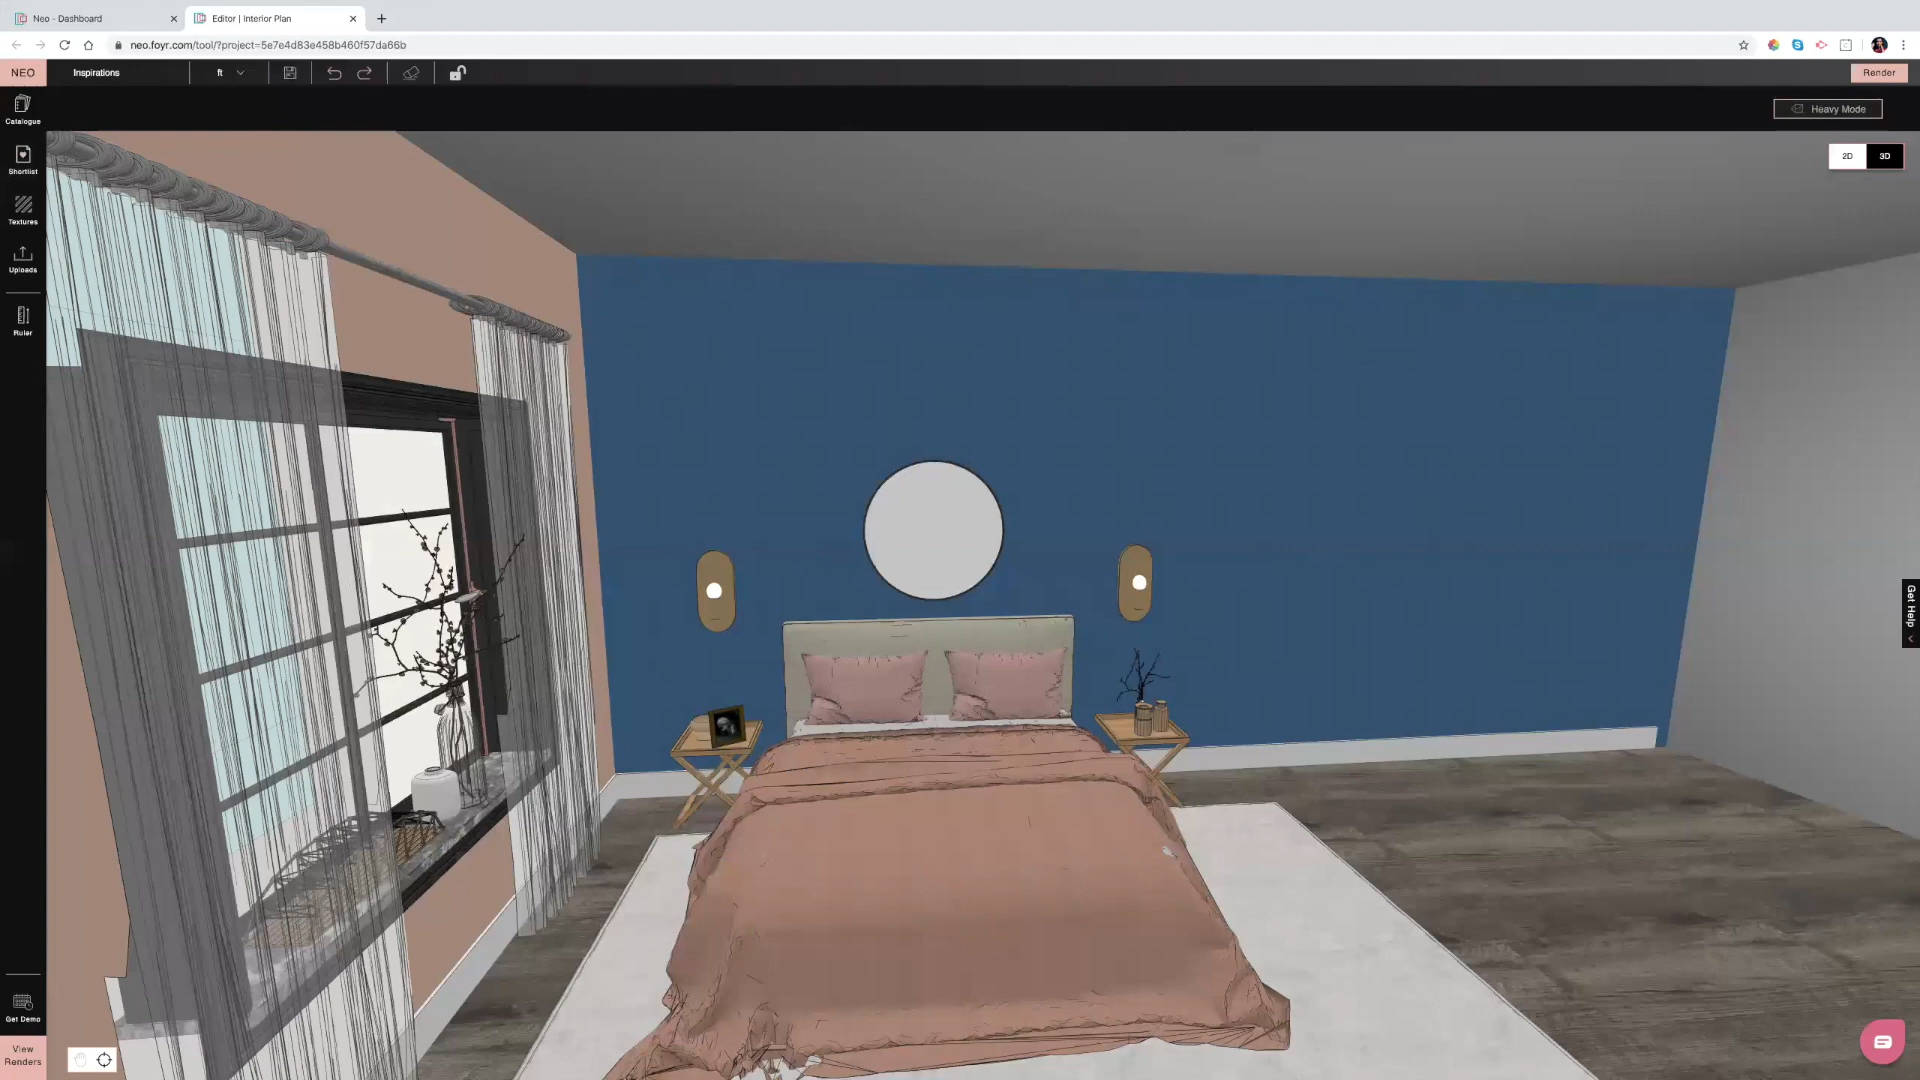 Neo - Dashboard
Editor | Interior Plan
neo.foyr.com/tool/?project=5e7e4d83e458b460f57da66b
NEO
Inspirations
ft
Render
Catalogue
Heavy Mode
Shortlist
2D
3D
Textures
Uploads
Ruler
Get Help
Get Demo
View
Renders